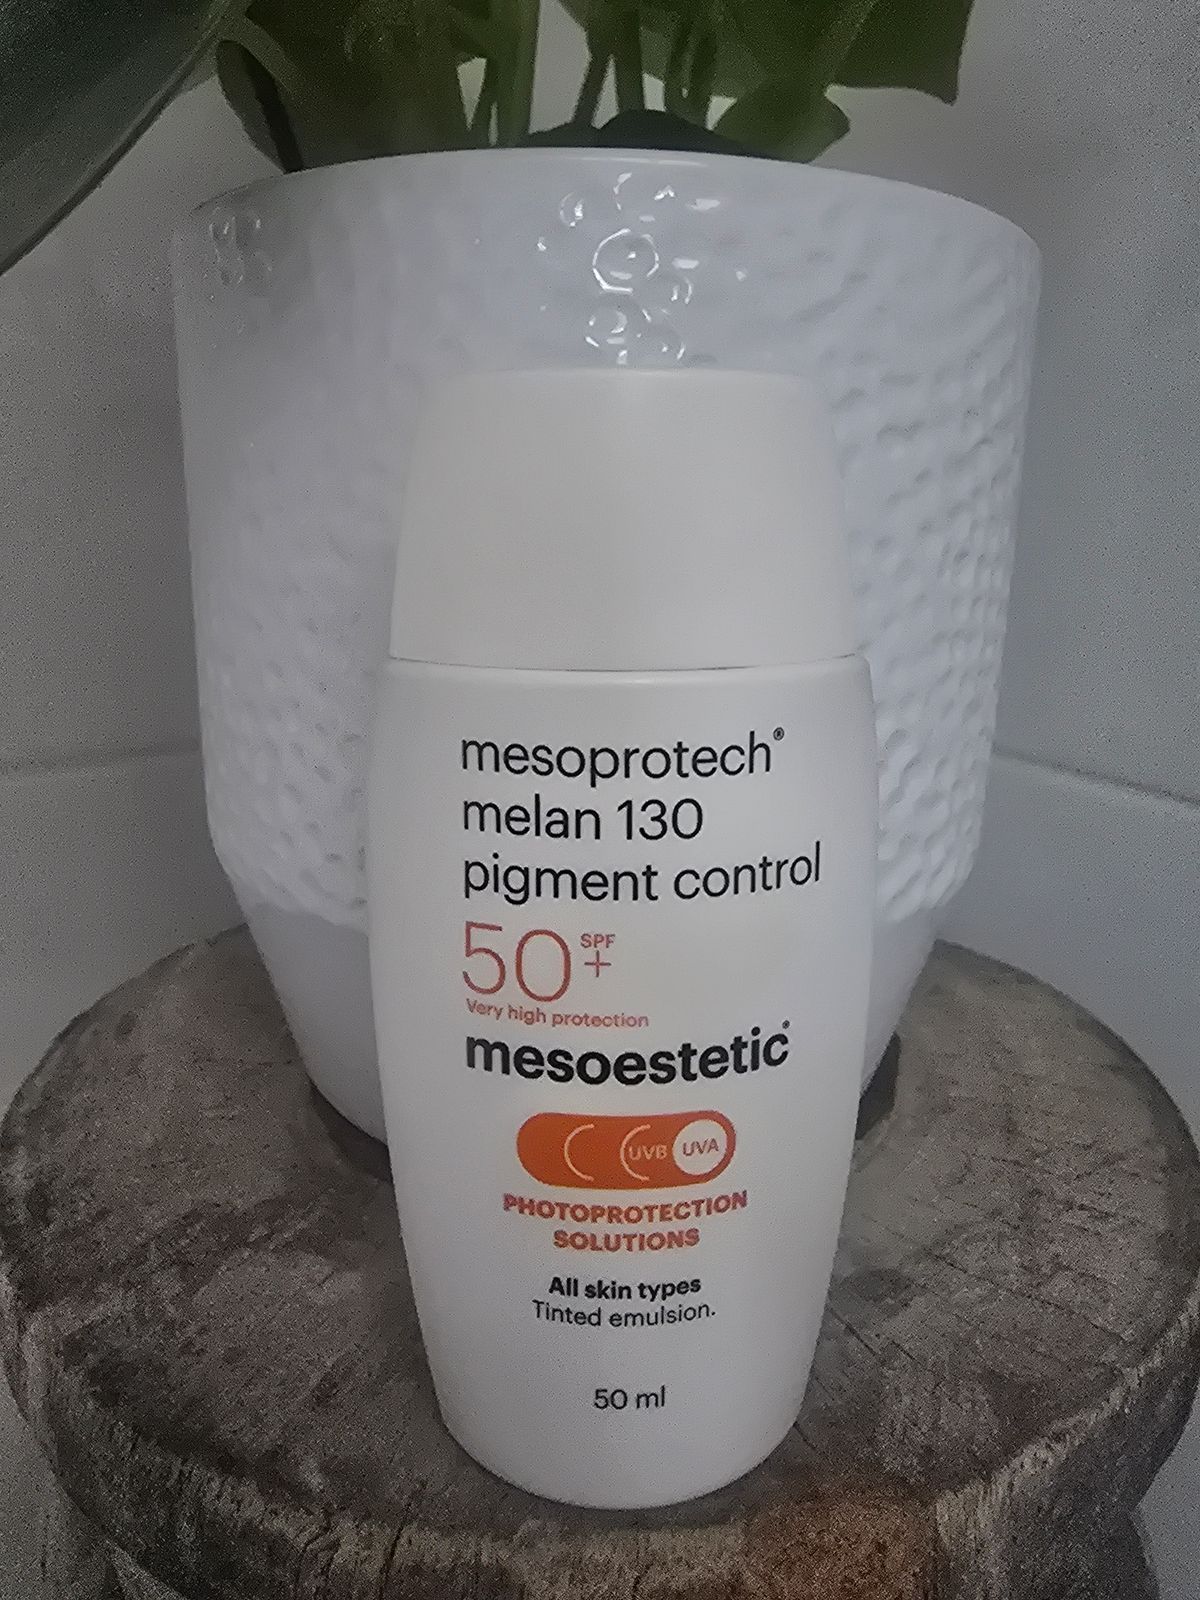 mesoprotech®
melan 130
pigment control
50+ SPF
Very high protection
mesoestetic®
UVB UVA
PHOTOPROTECTION
SOLUTIONS
All skin types
Tinted emulsion.
50 ml